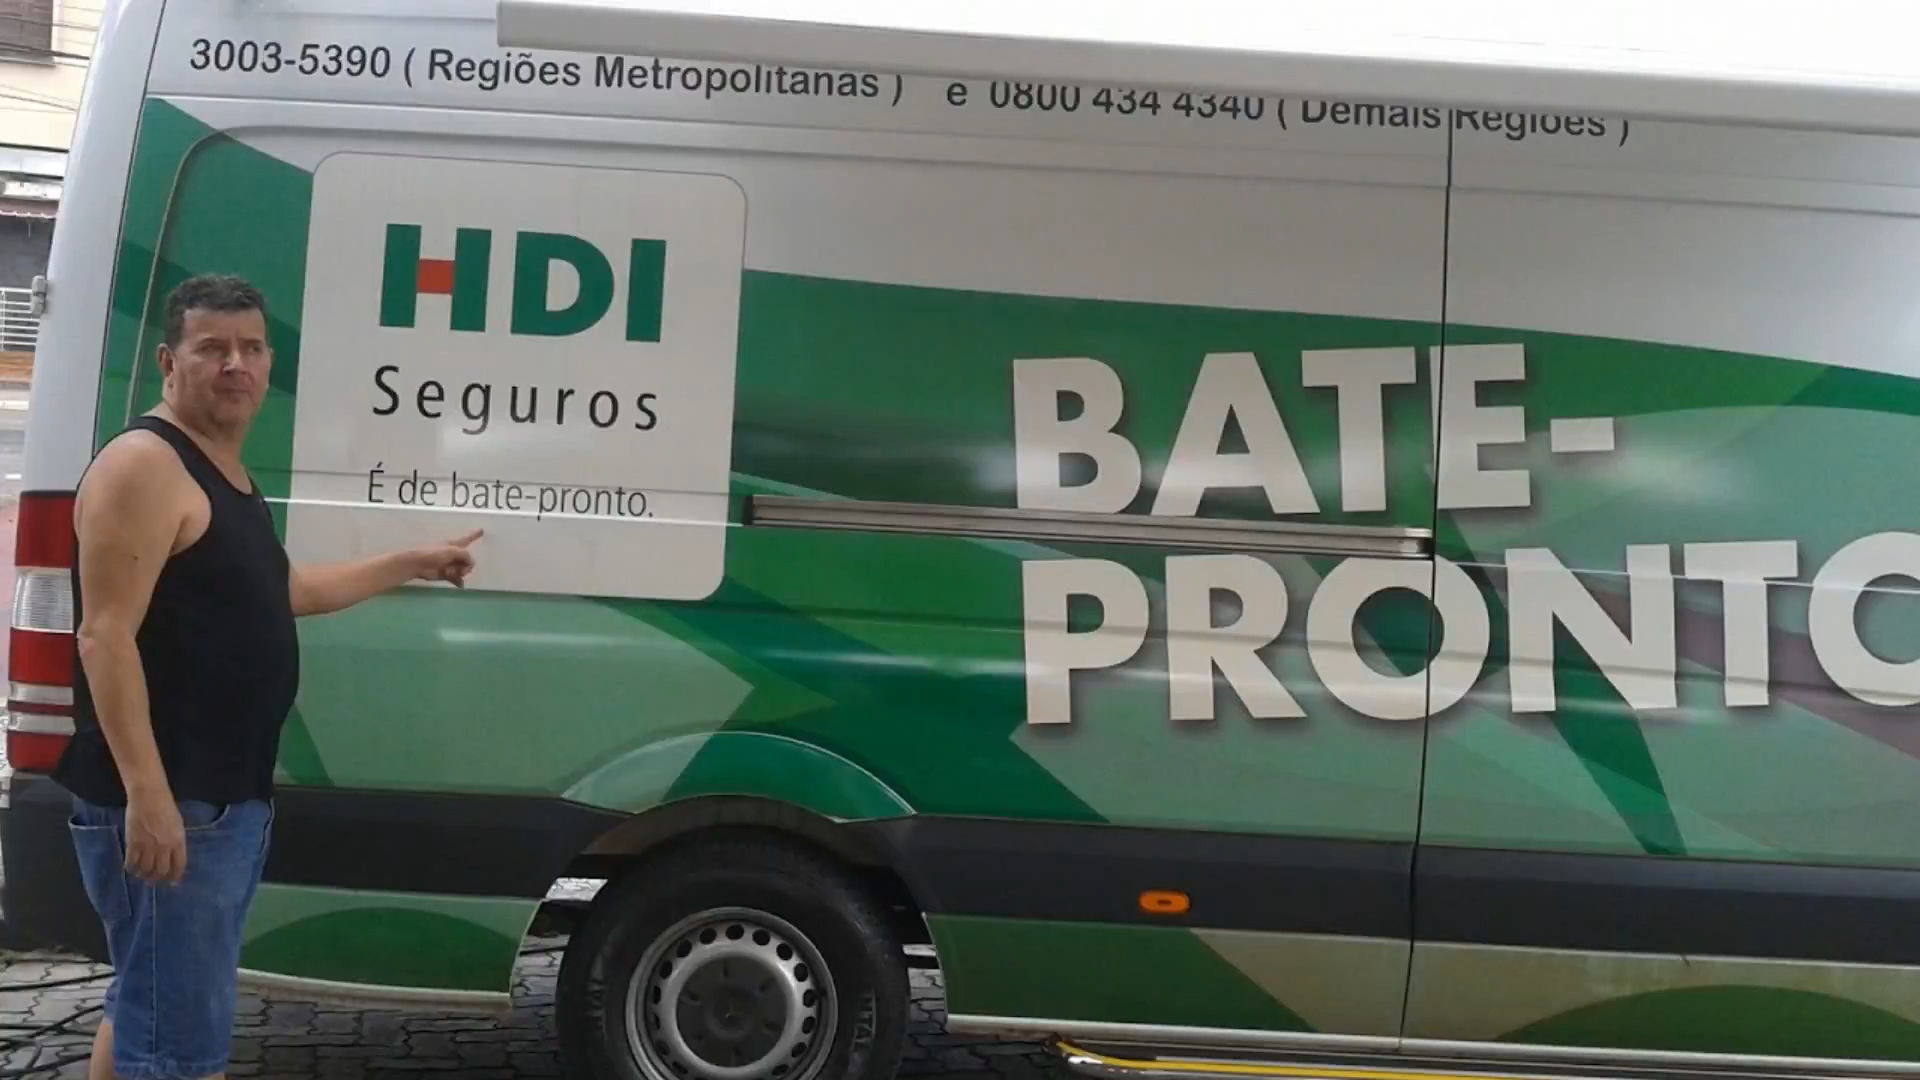 3003-5390 ( Regiões Metropolitanas ) e 0800 434 4340 ( Demais Regiões )
HDI
Seguros
É de bate-pronto.
BATE-
PRONTO